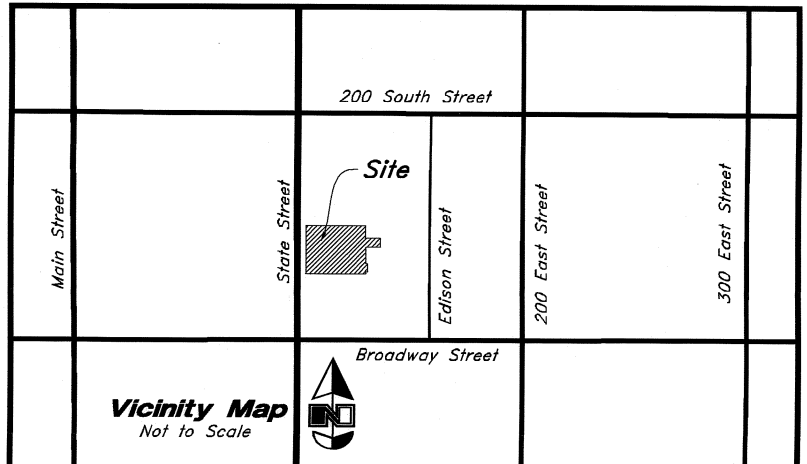 200 South Street
Site
Main Street
State Street
Edison Street
200 East Street
300 East Street
Broadway Street
Vicinity Map
Not to Scale
N